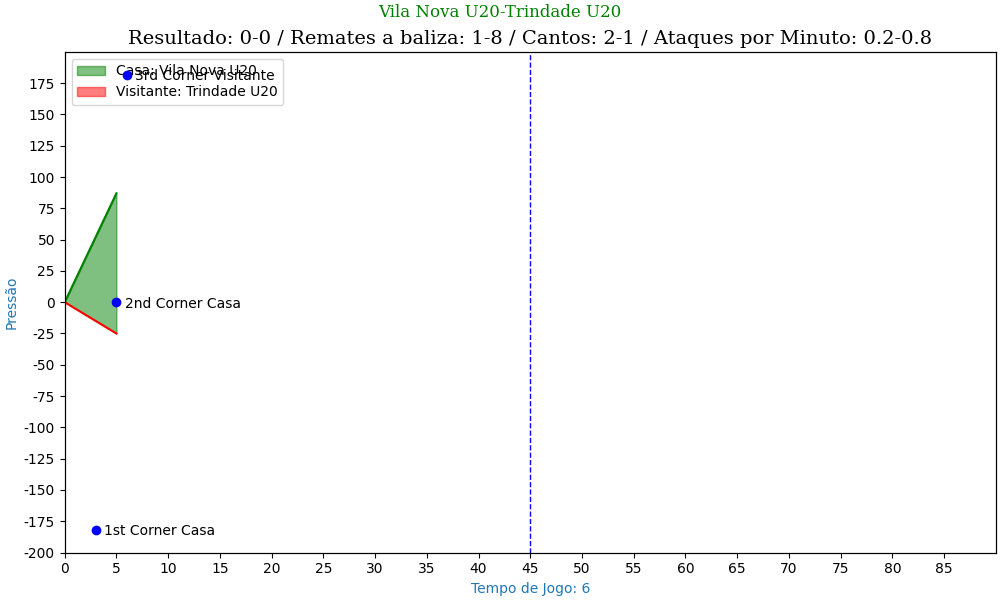 Vila Nova U20-Trindade U20
Resultado: 0-0 / Remates a baliza: 1-8 / Cantos: 2-1 / Ataques por Minuto: 0.2-0.8
Casa: Vila Nova U20
3rd Corner Visitante
Visitante: Trindade U20
175
150
125
100
75
50
25
0
-25
-50
-75
-100
-125
-150
-175
-200
Pressão
2nd Corner Casa
1st Corner Casa
0 5 10 15 20 25 30 35 40 45 50 55 60 65 70 75 80 85
Tempo de Jogo: 6